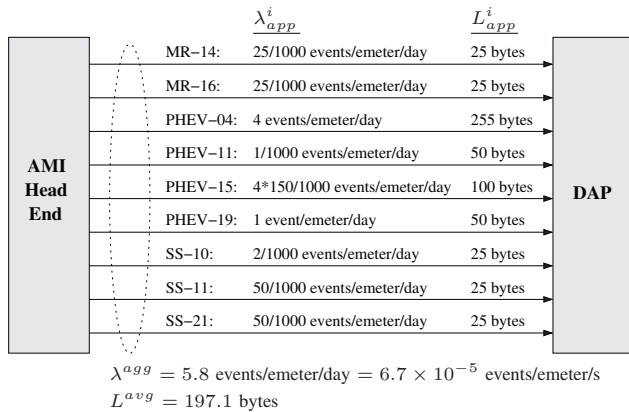 λ^i_app L^i_app
MR−14: 25/1000 events/emeter/day 25 bytes
MR−16: 25/1000 events/emeter/day 25 bytes
PHEV−04: 4 events/emeter/day 255 bytes
PHEV−11: 1/1000 events/emeter/day 50 bytes
AMI
Head
End
PHEV−15: 4*150/1000 events/emeter/day 100 bytes
DAP
PHEV−19: 1 event/emeter/day 50 bytes
SS−10: 2/1000 events/emeter/day 25 bytes
SS−11: 50/1000 events/emeter/day 25 bytes
SS−21: 50/1000 events/emeter/day 25 bytes
λ^agg = 5.8 events/emeter/day = 6.7 × 10^−5 events/emeter/s
L^avg = 197.1 bytes